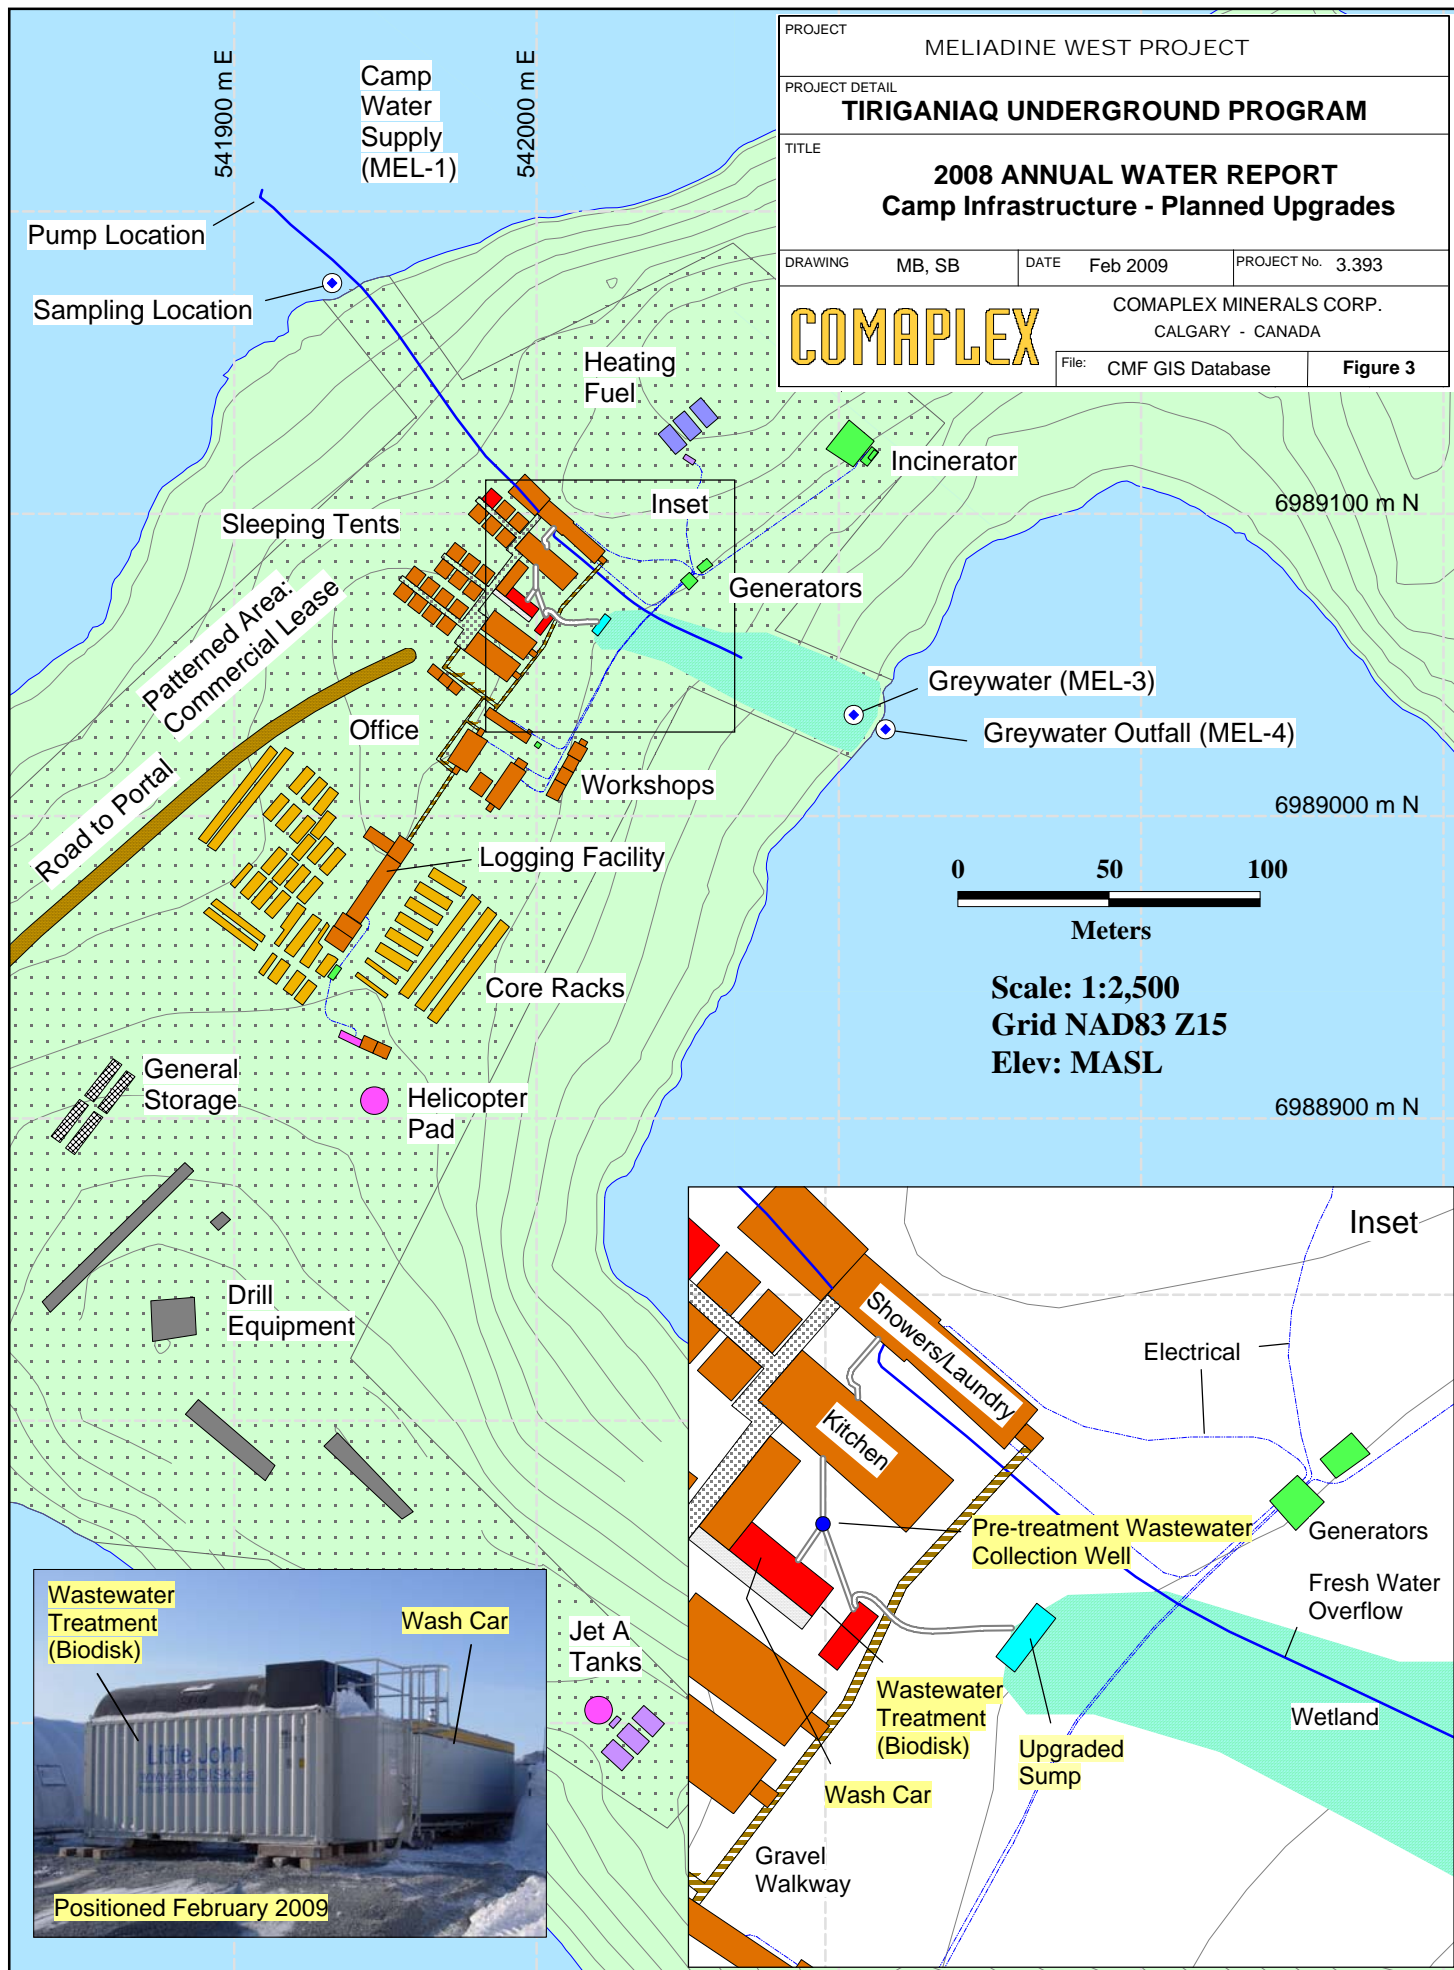 PROJECT
MELIADINE WEST PROJECT
PROJECT DETAIL
TIRIGANIAQ UNDERGROUND PROGRAM
TITLE
2008 ANNUAL WATER REPORT
Camp Infrastructure - Planned Upgrades
DRAWING MB, SB
DATE Feb 2009
PROJECT No. 3.393
COMAPLEX
COMAPLEX MINERALS CORP.
CALGARY - CANADA
File: CMF GIS Database
Figure 3
541900 m E
542000 m E
Camp
Water
Supply
(MEL-1)
Pump Location
Sampling Location
Heating
Fuel
Incinerator
Sleeping Tents
Inset
6989100 m N
Generators
Patterned Area:
Commercial Lease
Greywater (MEL-3)
Greywater Outfall (MEL-4)
Office
Road to Portal
Workshops
6989000 m N
Logging Facility
0 50 100
Meters
Core Racks
Scale: 1:2,500
Grid NAD83 Z15
Elev: MASL
General
Storage
Helicopter
Pad
6988900 m N
Drill
Equipment
Jet A
Tanks
Inset
Showers/Laundry
Electrical
Kitchen
Pre-treatment Wastewater
Collection Well
Generators
Fresh Water
Overflow
Wastewater
Treatment
(Biodisk)
Wetland
Upgraded
Sump
Wash Car
Gravel
Walkway
Wastewater
Treatment
(Biodisk)
Wash Car
Little John
www.BIODISK.ca
Positioned February 2009